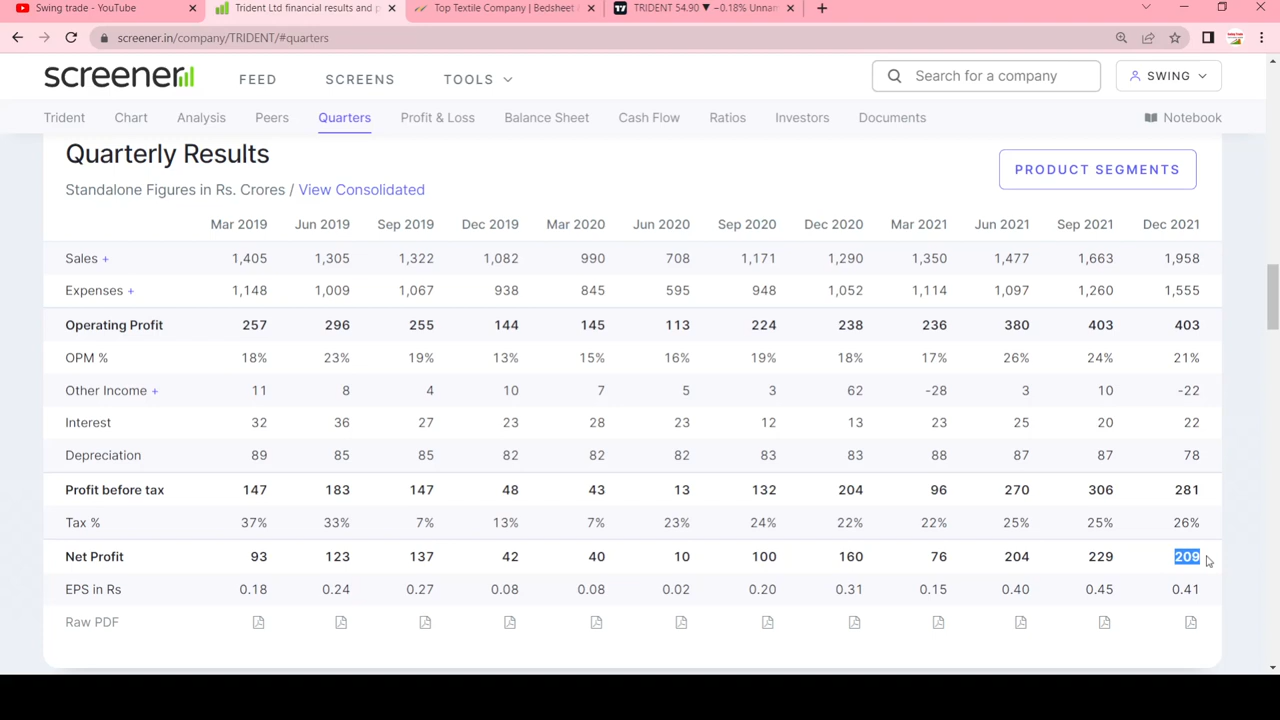 Swing trade - YouTube × Trident Ltd financial results and p × Top Textile Company | Bedsheet / × TRIDENT 54.90 ▼ −0.18% Unnam × +
screener.in/company/TRIDENT/#quarters
screener FEED SCREENS TOOLS Search for a company SWING
Trident Chart Analysis Peers Quarters Profit & Loss Balance Sheet Cash Flow Ratios Investors Documents Notebook
Quarterly Results
PRODUCT SEGMENTS
Standalone Figures in Rs. Crores / View Consolidated
Mar 2019 Jun 2019 Sep 2019 Dec 2019 Mar 2020 Jun 2020 Sep 2020 Dec 2020 Mar 2021 Jun 2021 Sep 2021 Dec 2021
Sales + 1,405 1,305 1,322 1,082 990 708 1,171 1,290 1,350 1,477 1,663 1,958
Expenses + 1,148 1,009 1,067 938 845 595 948 1,052 1,114 1,097 1,260 1,555
Operating Profit 257 296 255 144 145 113 224 238 236 380 403 403
OPM % 18% 23% 19% 13% 15% 16% 19% 18% 17% 26% 24% 21%
Other Income + 11 8 4 10 7 5 3 62 -28 3 10 -22
Interest 32 36 27 23 28 23 12 13 23 25 20 22
Depreciation 89 85 85 82 82 82 83 83 88 87 87 78
Profit before tax 147 183 147 48 43 13 132 204 96 270 306 281
Tax % 37% 33% 7% 13% 7% 23% 24% 22% 22% 25% 25% 26%
Net Profit 93 123 137 42 40 10 100 160 76 204 229 209
EPS in Rs 0.18 0.24 0.27 0.08 0.08 0.02 0.20 0.31 0.15 0.40 0.45 0.41
Raw PDF